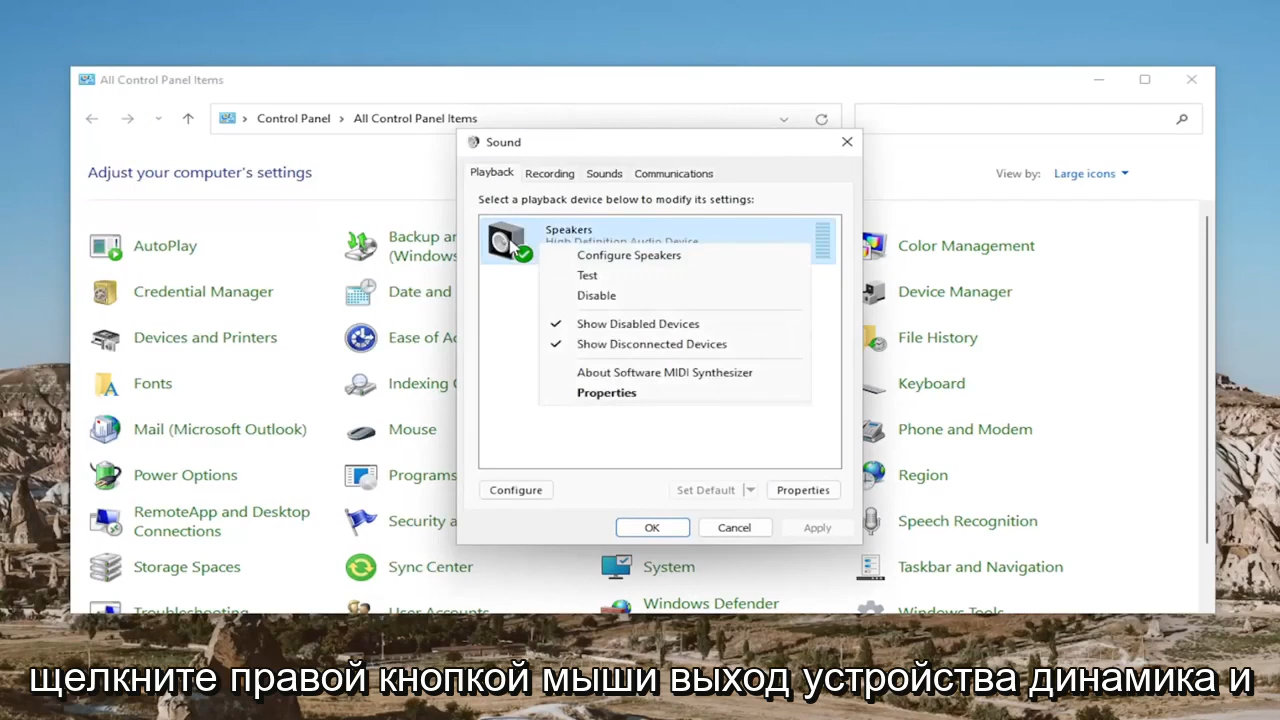 All Control Panel Items
Control Panel › All Control Panel Items
Sound
Playback Recording Sounds Communications
Adjust your computer's settings
View by: Large icons
Select a playback device below to modify its settings:
Speakers
High Definition Audio Device
Configure Speakers
Test
Disable
Show Disabled Devices
Show Disconnected Devices
About Software MIDI Synthesizer
Properties
Configure Set Default Properties
OK Cancel Apply
AutoPlay
Backup an
(Windows
Color Management
Credential Manager
Date and
Device Manager
Devices and Printers
Ease of Ac
File History
Fonts
Indexing
Keyboard
Mail (Microsoft Outlook)
Mouse
Phone and Modem
Power Options
Programs
Region
RemoteApp and Desktop
Connections
Security a
Speech Recognition
Storage Spaces
Sync Center
System
Taskbar and Navigation
Troubleshooting
User Accounts
Windows Defender
Windows Tools
щелкните правой кнопкой мыши выход устройства динамика и